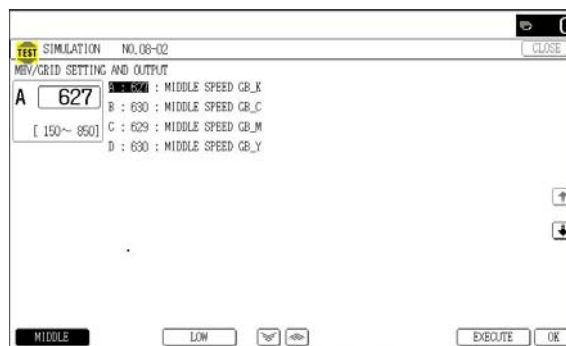 0
TEST SIMULATION NO.08-02 CLOSE
MHV/GRID SETTING AND OUTPUT
A 627
[ 150~ 850]
A : 627 : MIDDLE SPEED GB_K
B : 630 : MIDDLE SPEED GB_C
C : 629 : MIDDLE SPEED GB_M
D : 630 : MIDDLE SPEED GB_Y
MIDDLE LOW EXECUTE OK